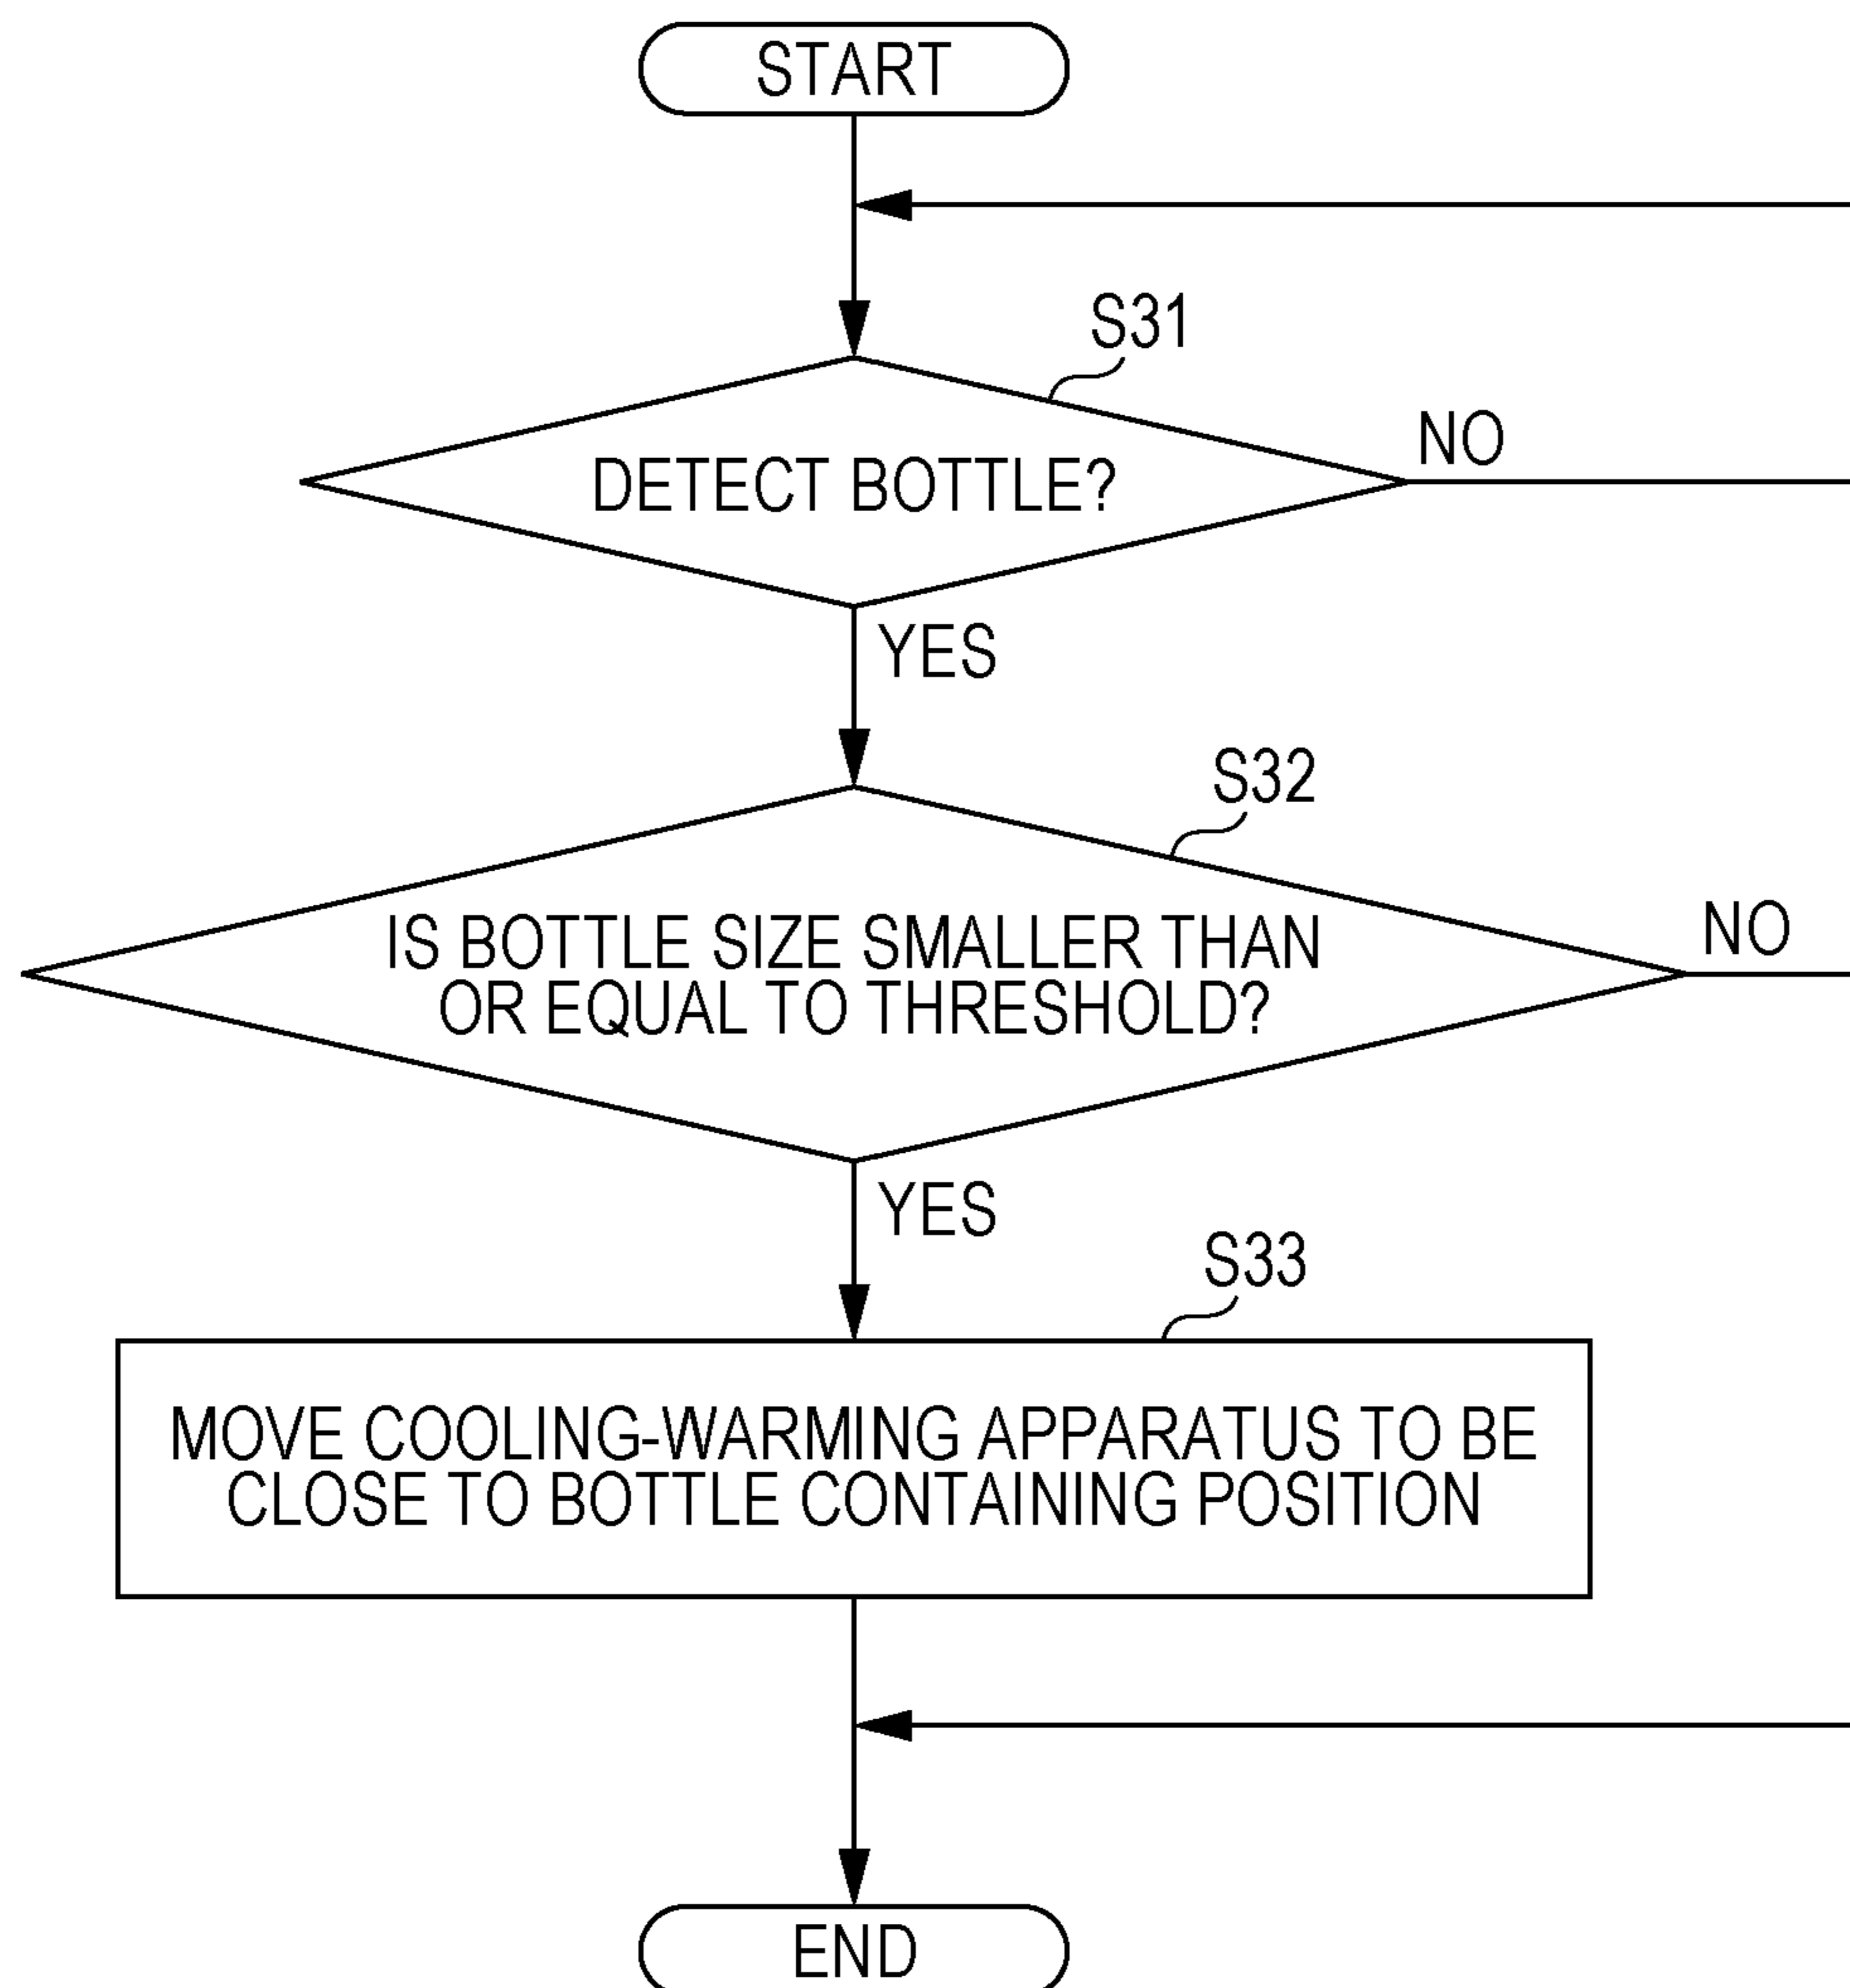 START
S31
DETECT BOTTLE?
NO
YES
S32
IS BOTTLE SIZE SMALLER THAN
OR EQUAL TO THRESHOLD?
NO
YES
S33
MOVE COOLING-WARMING APPARATUS TO BE
CLOSE TO BOTTLE CONTAINING POSITION
END